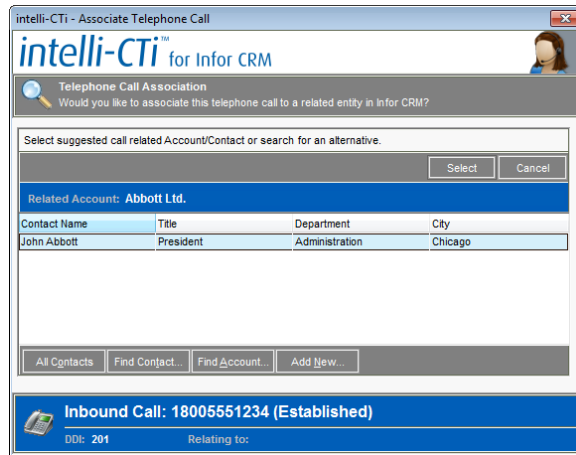 intelli-CTi - Associate Telephone Call
intelli-CTi™ for Infor CRM
Telephone Call Association
Would you like to associate this telephone call to a related entity in Infor CRM?
Select suggested call related Account/Contact or search for an alternative.
Select Cancel
Related Account: Abbott Ltd.
Contact Name Title Department City
John Abbott President Administration Chicago
All Contacts Find Contact... Find Account... Add New...
Inbound Call: 18005551234 (Established)
DDI: 201 Relating to: